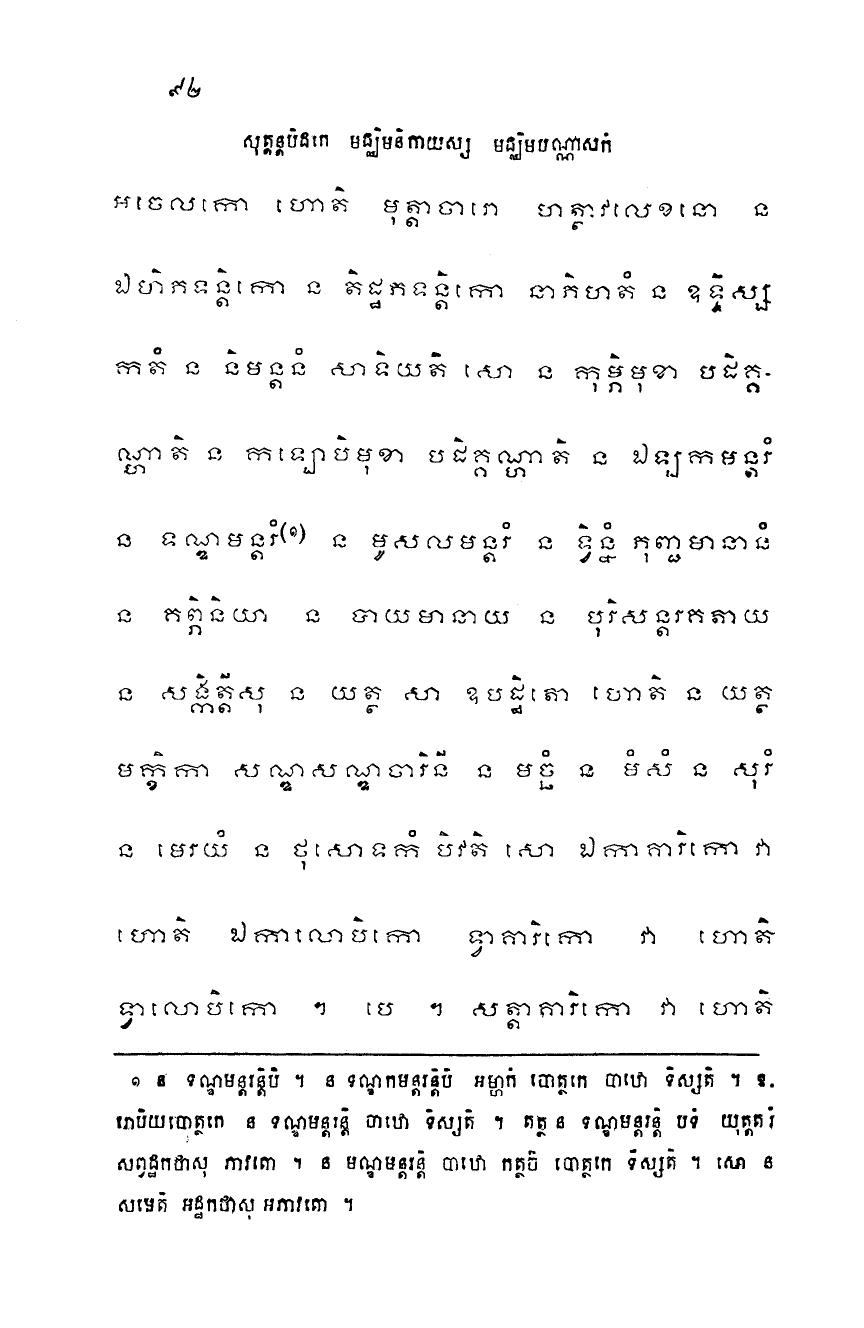 ៩៤
សុត្តន្តបិដកេ មជ្ឈិមនិកាយស្ស មជ្ឈិមបណ្ណាសកំ
អចេលកោ ហោតិ មុត្តាចារោ ហត្ថាវលេខនោ ន
ឯហិភទន្តិកោ ន តិដ្ឋភទន្តិកោ នាភិហតំ ន ឧទ្ទិស្ស
កតំ ន និមន្តនំ សាទិយតិ សោ ន កុម្ភិមុខា បដិគ្គ-
ណ្ហាតិ ន កឡោបិមុខា បដិគ្គណ្ហាតិ ន ឯឡកមន្តរំ
ន ទណ្ឌមន្តរំ(១) ន មូសលមន្តរំ ន ទ្វិន្នំ ភុញ្ជមានានំ
ន គព្ភិនិយា ន បាយមានាយ ន បុរិសន្តរគតាយ
ន សង្កិត្តីសុ ន យត្ថ សា ឧបដ្ឋិតោ ហោតិ ន យត្ថ
មក្ខិកា សណ្ឌសណ្ឌចារិនី ន មច្ឆំ ន មំសំ ន សុរំ
ន មេរយំ ន ថុសោទកំ បិវតិ សោ ឯកាគារិកោ វា
ហោតិ ឯកាលោបិកោ ទ្វាគារិកោ វា ហោតិ
ទ្វាលោបិកោ ។ បេ ។ សត្តាគារិកោ វា ហោតិ
១ ន ទណ្ឌមន្តរន្តិបិ ។ ន ទណ្ឌកមន្តរន្តិបិ អម្ហាកំ បោត្ថកេ បាឋោ ទិស្សតិ ។ ឱ.
រោបិយបោត្ថកេ ន ទណ្ឌមន្តរន្តិ បាឋោ ទិស្សតិ ។ តត្ថ ន ទណ្ឌមន្តរន្តិ បទំ យុត្តតរំ
សព្វដ្ឋកថាសុ ភាវតោ ។ ន មណ្ឌមន្តរន្តិ បាឋោ កត្ថចិ បោត្ថកេ ទិស្សតិ ។ សោ ន
សមេតិ អដ្ឋកថាសុ អភាវតោ ។